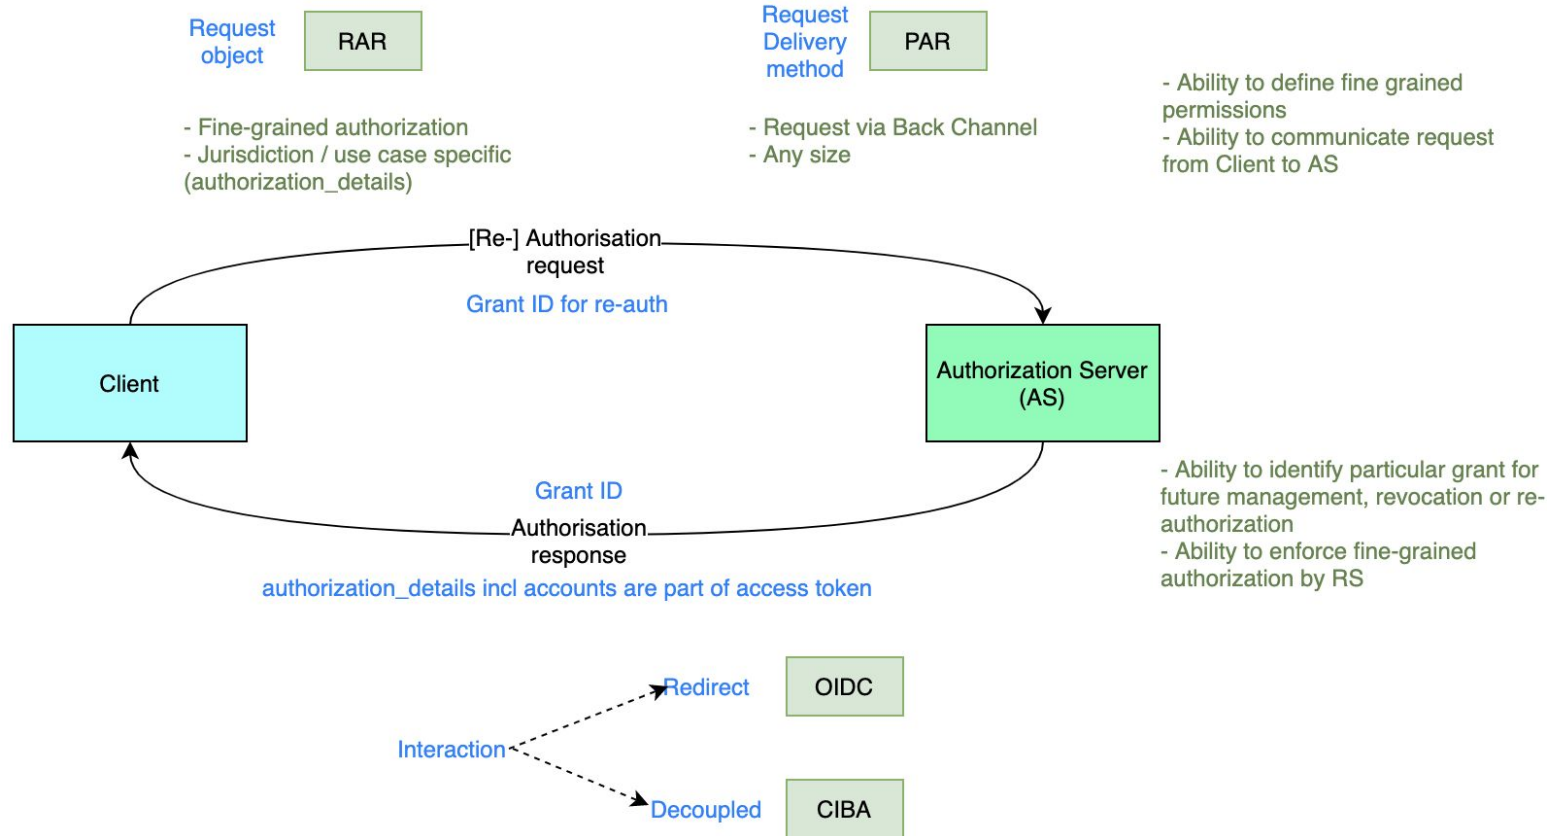 Request
object
RAR
Request
Delivery
method
PAR
- Fine-grained authorization
- Jurisdiction / use case specific
(authorization_details)
- Request via Back Channel
- Any size
- Ability to define fine grained
permissions
- Ability to communicate request
from Client to AS
[Re-] Authorisation
request
Grant ID for re-auth
Client
Authorization Server
(AS)
Grant ID
Authorisation
response
authorization_details incl accounts are part of access token
- Ability to identify particular grant for
future management, revocation or re-
authorization
- Ability to enforce fine-grained
authorization by RS
Interaction
Redirect
OIDC
Decoupled
CIBA